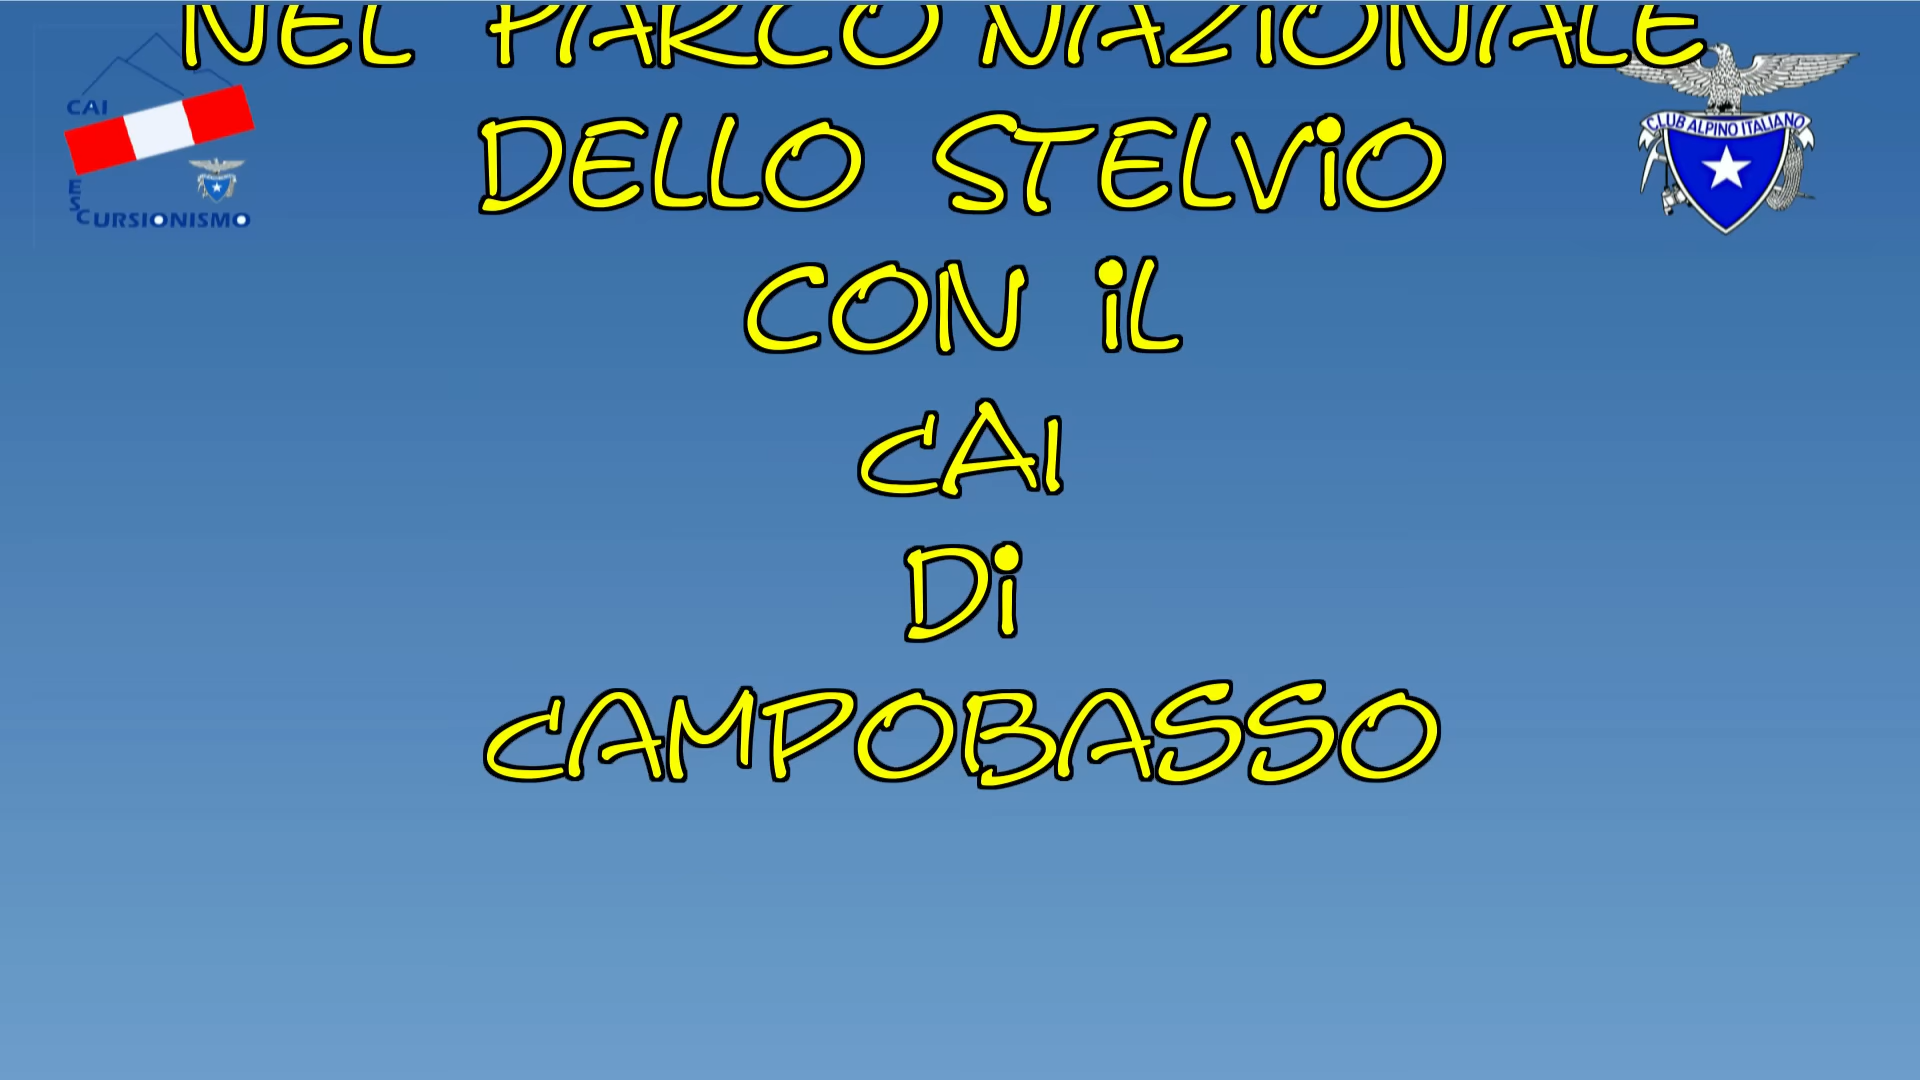 NEL PARCO NAZIONALE
DELLO STELViO
CON iL
CAI
Di
CAMPOBASSO
CAI
ESCURSIONISMO
CLUB ALPINO ITALIANO